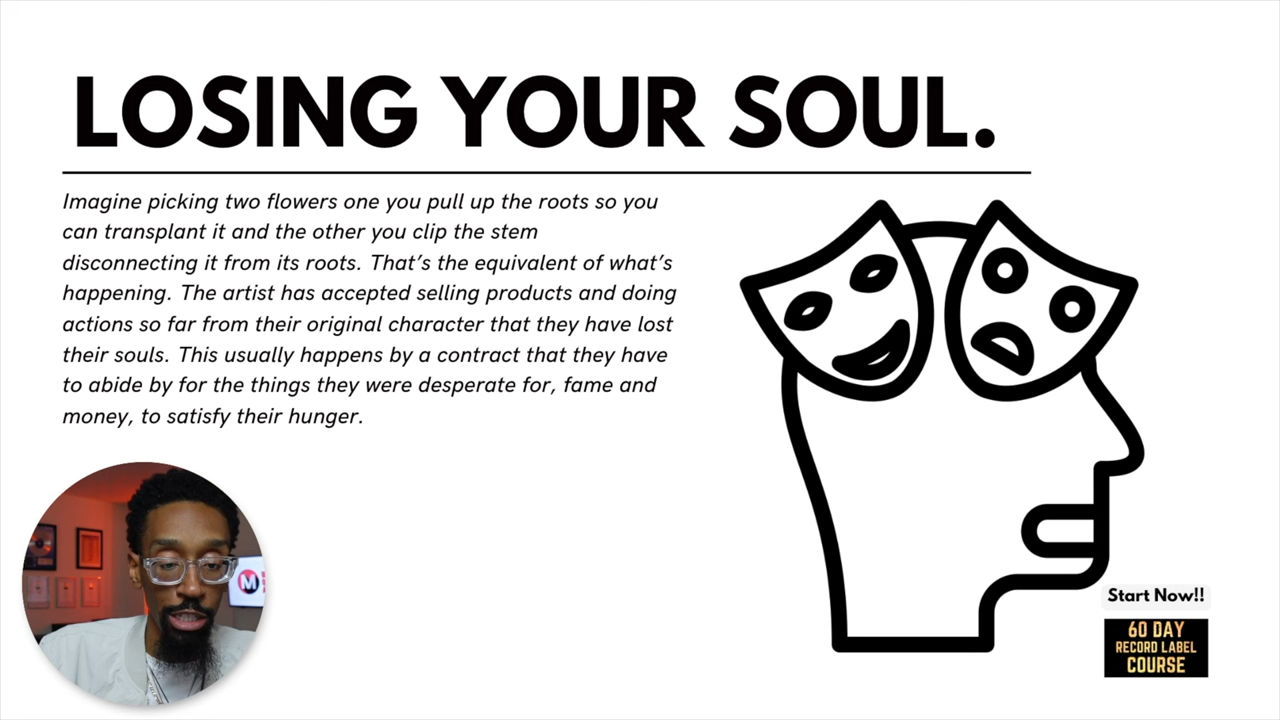 LOSING YOUR SOUL.
Imagine picking two flowers one you pull up the roots so you
can transplant it and the other you clip the stem
disconnecting it from its roots. That’s the equivalent of what’s
happening. The artist has accepted selling products and doing
actions so far from their original character that they have lost
their souls. This usually happens by a contract that they have
to abide by for the things they were desperate for, fame and
money, to satisfy their hunger.
M
Start Now!!
60 DAY
RECORD LABEL
COURSE